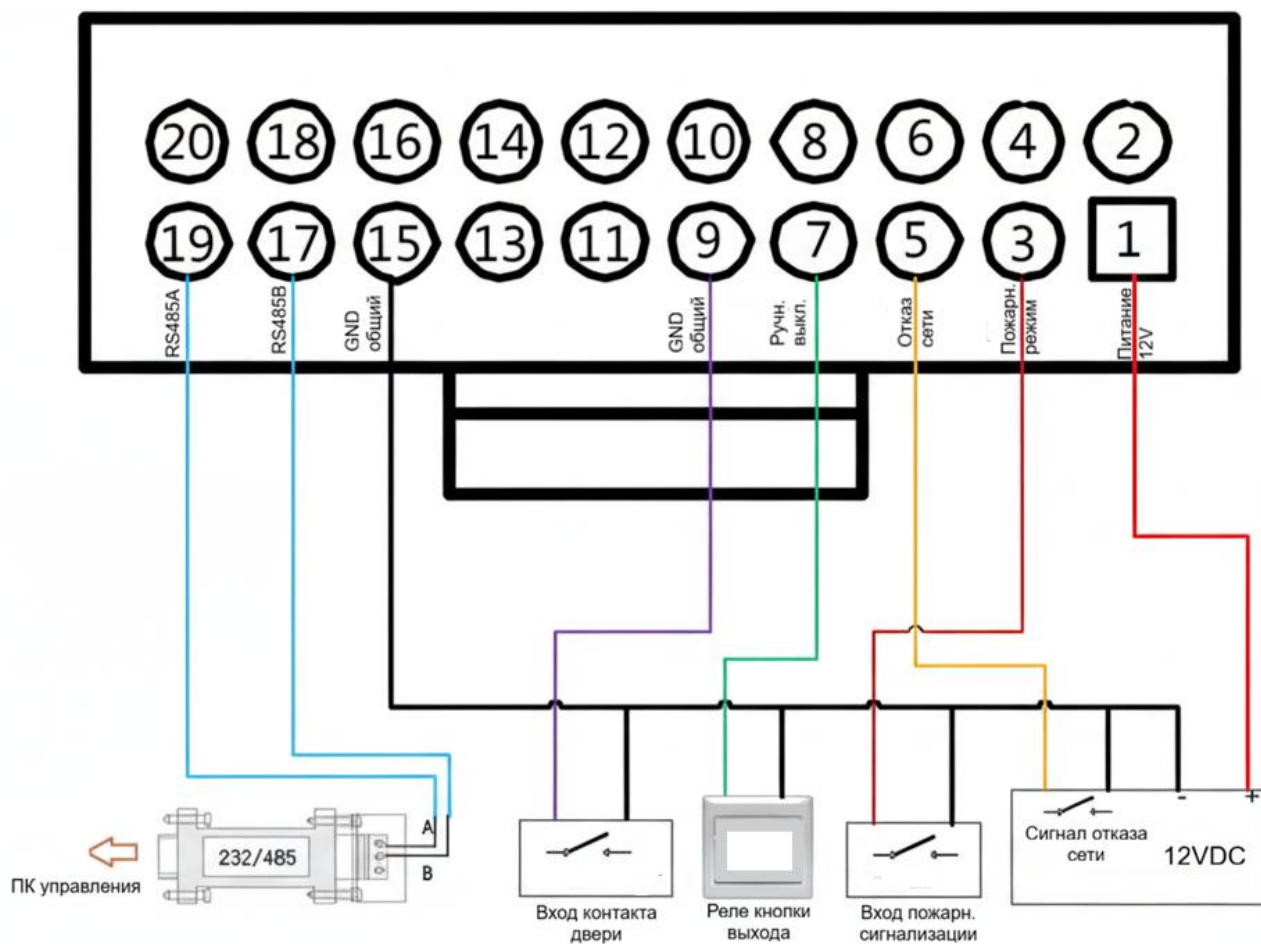 20 18 16 14 12 10 8 6 4 2
19 17 15 13 11 9 7 5 3 1
RS485A
RS485B
GND
общий
GND
общий
Ручн.
выкл.
Отказ
сети
Пожарн.
режим
Питание
12V
A
B
232/485
ПК управления
Вход контакта
двери
Реле кнопки
выхода
Вход пожарн.
сигнализации
- +
Сигнал отказа
сети
12VDC